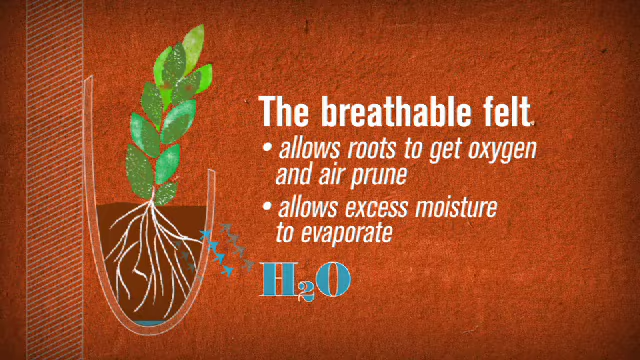 The breathable felt
• allows roots to get oxygen
and air prune
• allows excess moisture
to evaporate
H₂O